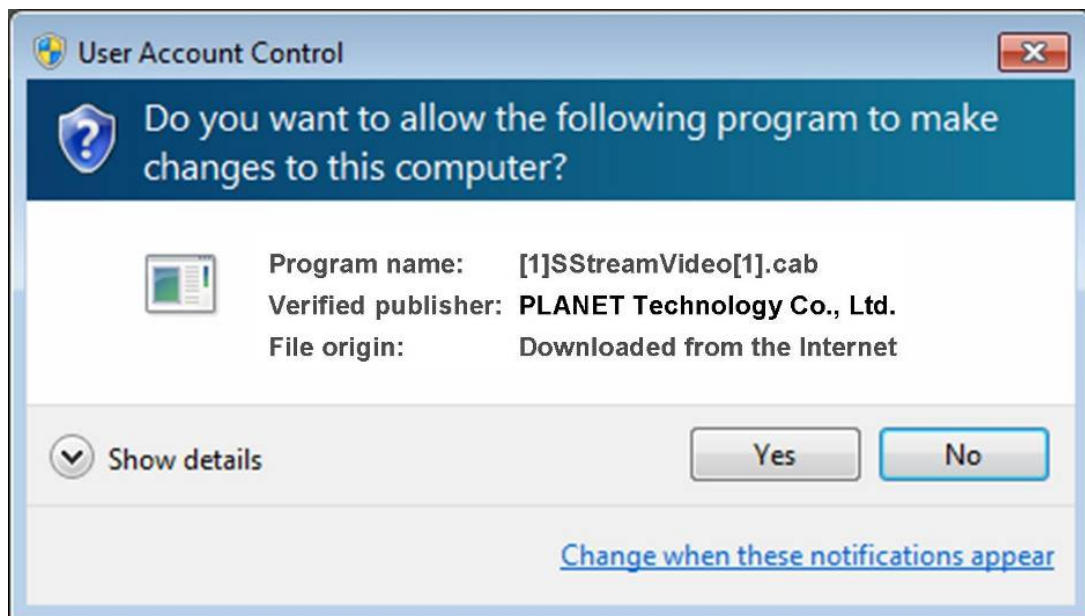 User Account Control
Do you want to allow the following program to make
changes to this computer?
Program name: [1]SStreamVideo[1].cab
Verified publisher: PLANET Technology Co., Ltd.
File origin: Downloaded from the Internet
Show details
Yes
No
Change when these notifications appear